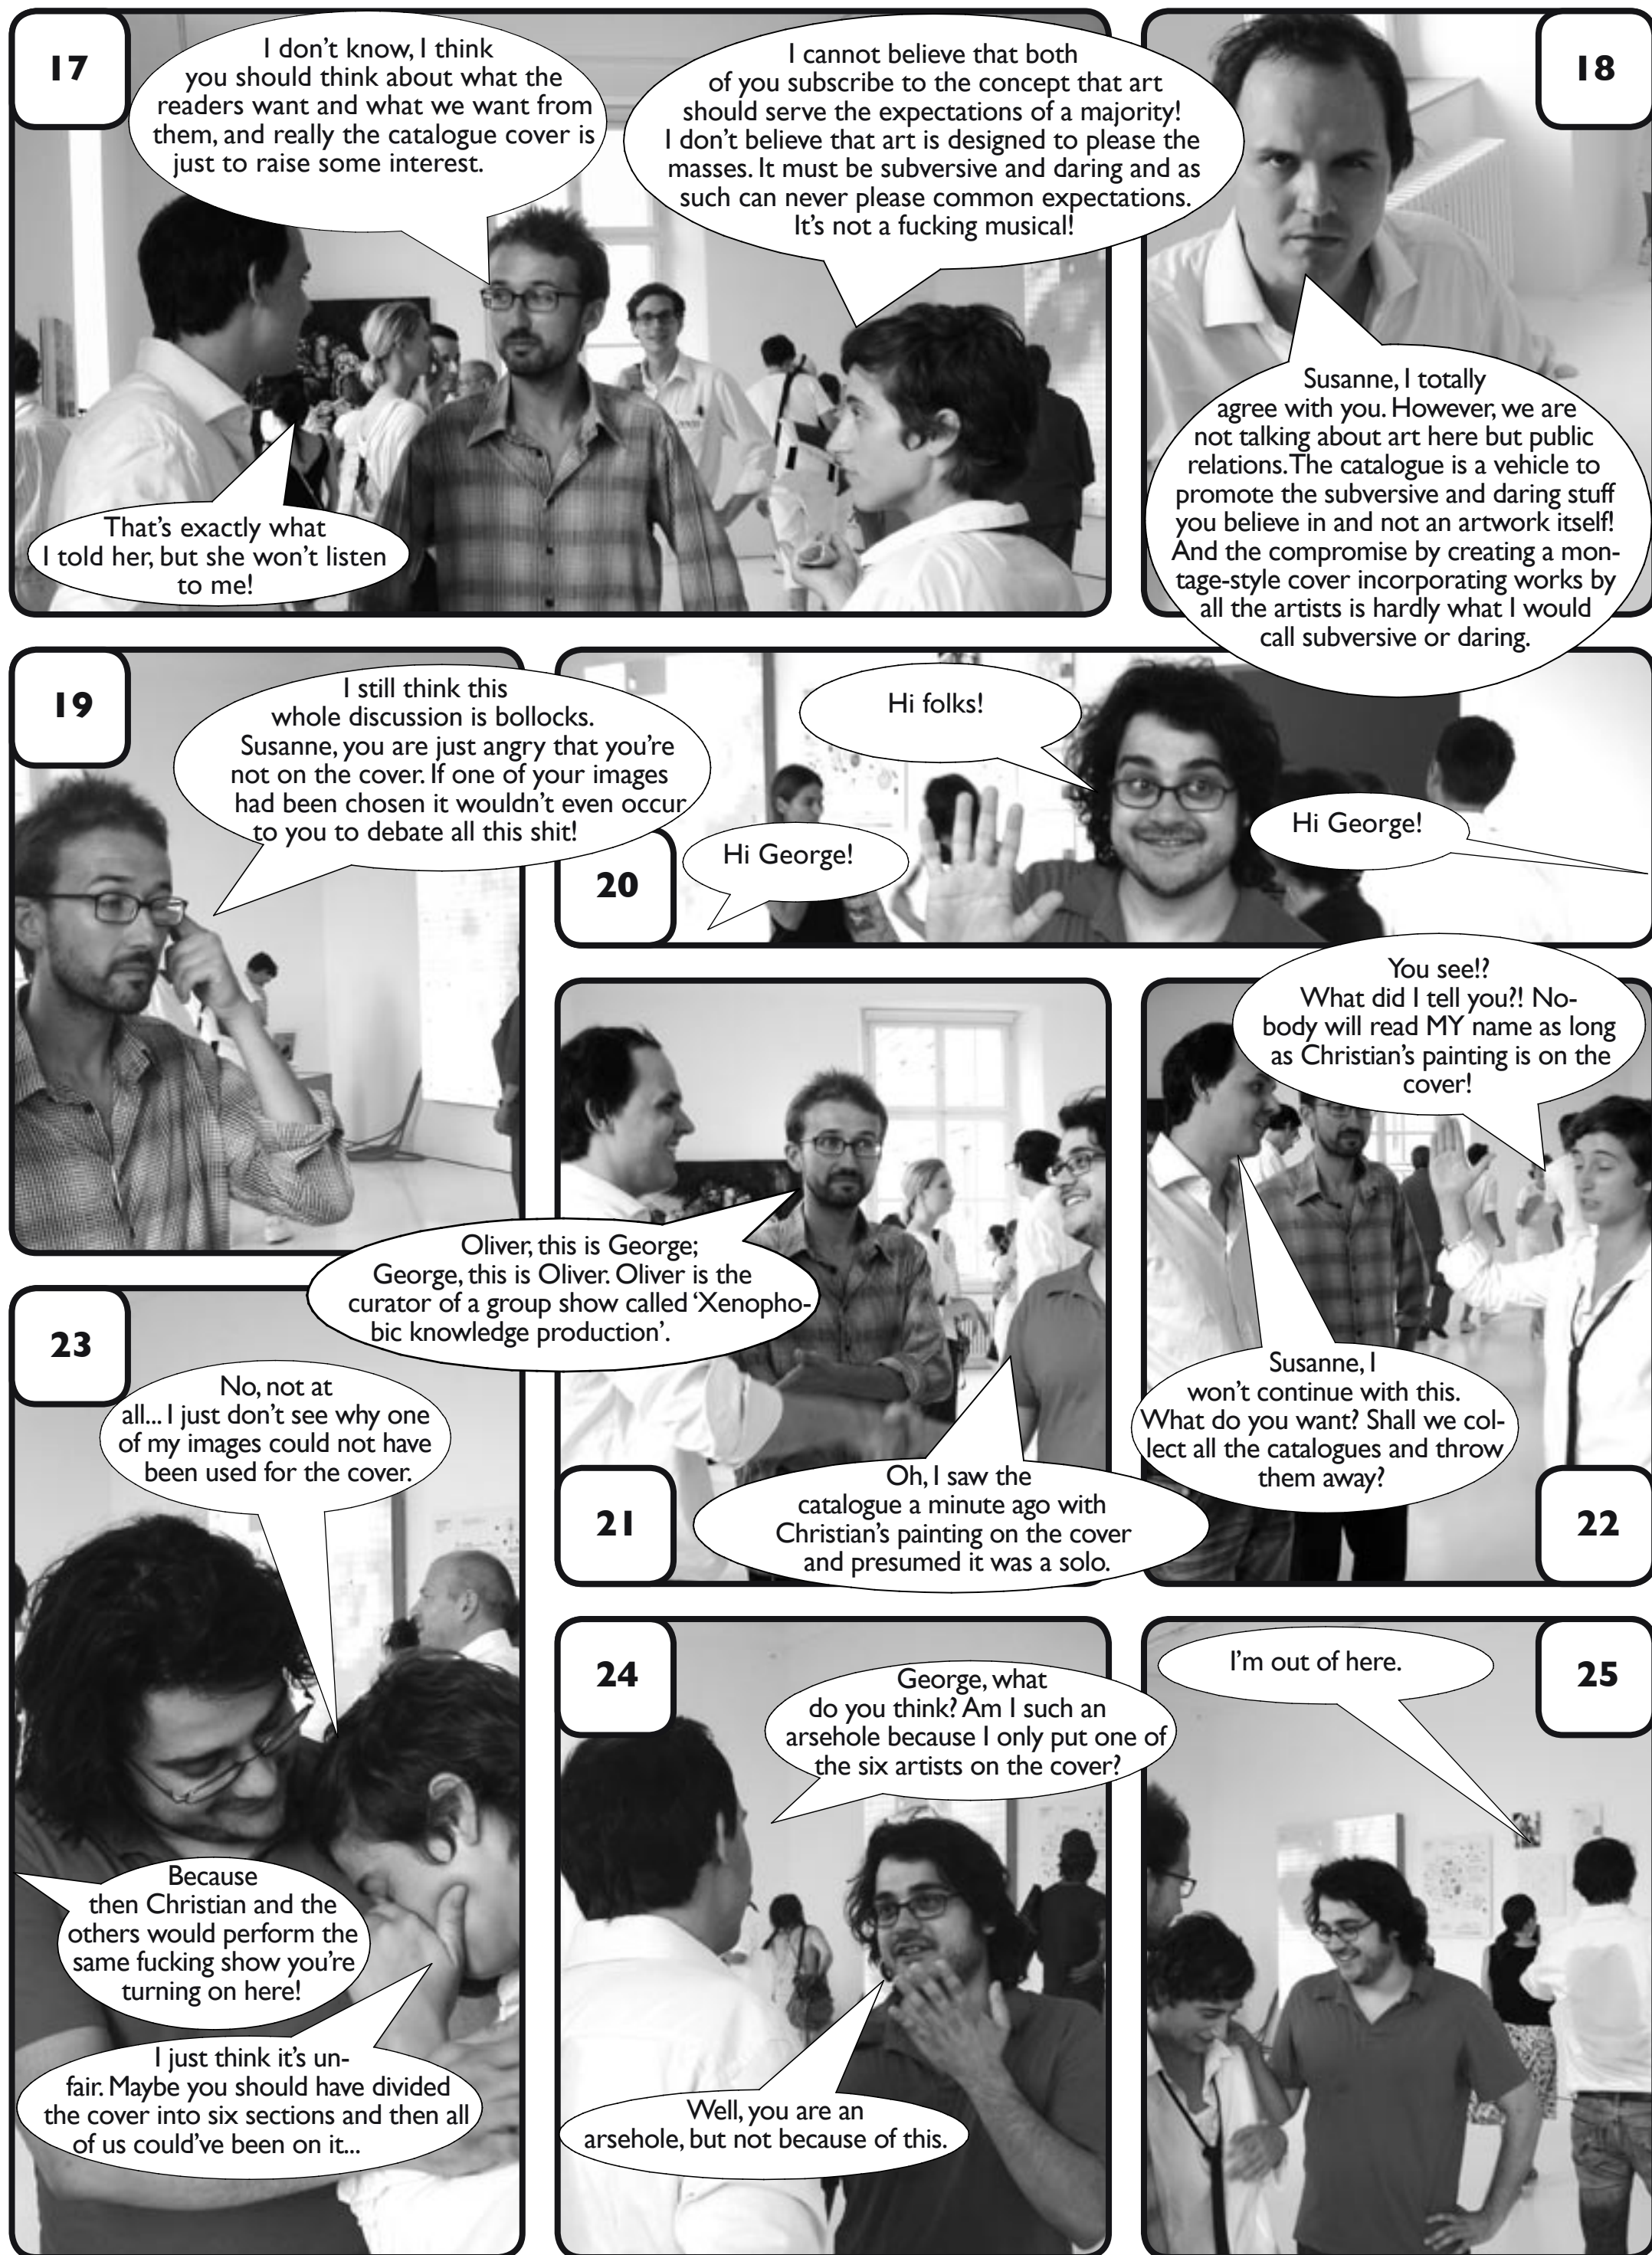 17
I don't know, I think
you should think about what the
readers want and what we want from
them, and really the catalogue cover is
just to raise some interest.
I cannot believe that both
of you subscribe to the concept that art
should serve the expectations of a majority!
I don't believe that art is designed to please the
masses. It must be subversive and daring and as
such can never please common expectations.
It's not a fucking musical!
That's exactly what
I told her, but she won't listen
to me!
18
Susanne, I totally
agree with you. However, we are
not talking about art here but public
relations. The catalogue is a vehicle to
promote the subversive and daring stuff
you believe in and not an artwork itself!
And the compromise by creating a mon-
tage-style cover incorporating works by
all the artists is hardly what I would
call subversive or daring.
19
I still think this
whole discussion is bollocks.
Susanne, you are just angry that you're
not on the cover. If one of your images
had been chosen it wouldn't even occur
to you to debate all this shit!
20
Hi folks!
Hi George!
Hi George!
21
Oliver, this is George;
George, this is Oliver. Oliver is the
curator of a group show called ‘Xenopho-
bic knowledge production’.
Oh, I saw the
catalogue a minute ago with
Christian's painting on the cover
and presumed it was a solo.
22
You see!?
What did I tell you?! No-
body will read MY name as long
as Christian's painting is on the
cover!
Susanne, I
won't continue with this.
What do you want? Shall we col-
lect all the catalogues and throw
them away?
23
No, not at
all... I just don't see why one
of my images could not have
been used for the cover.
Because
then Christian and the
others would perform the
same fucking show you're
turning on here!
I just think it's un-
fair. Maybe you should have divided
the cover into six sections and then all
of us could've been on it...
24
George, what
do you think? Am I such an
arsehole because I only put one of
the six artists on the cover?
Well, you are an
arsehole, but not because of this.
25
I'm out of here.